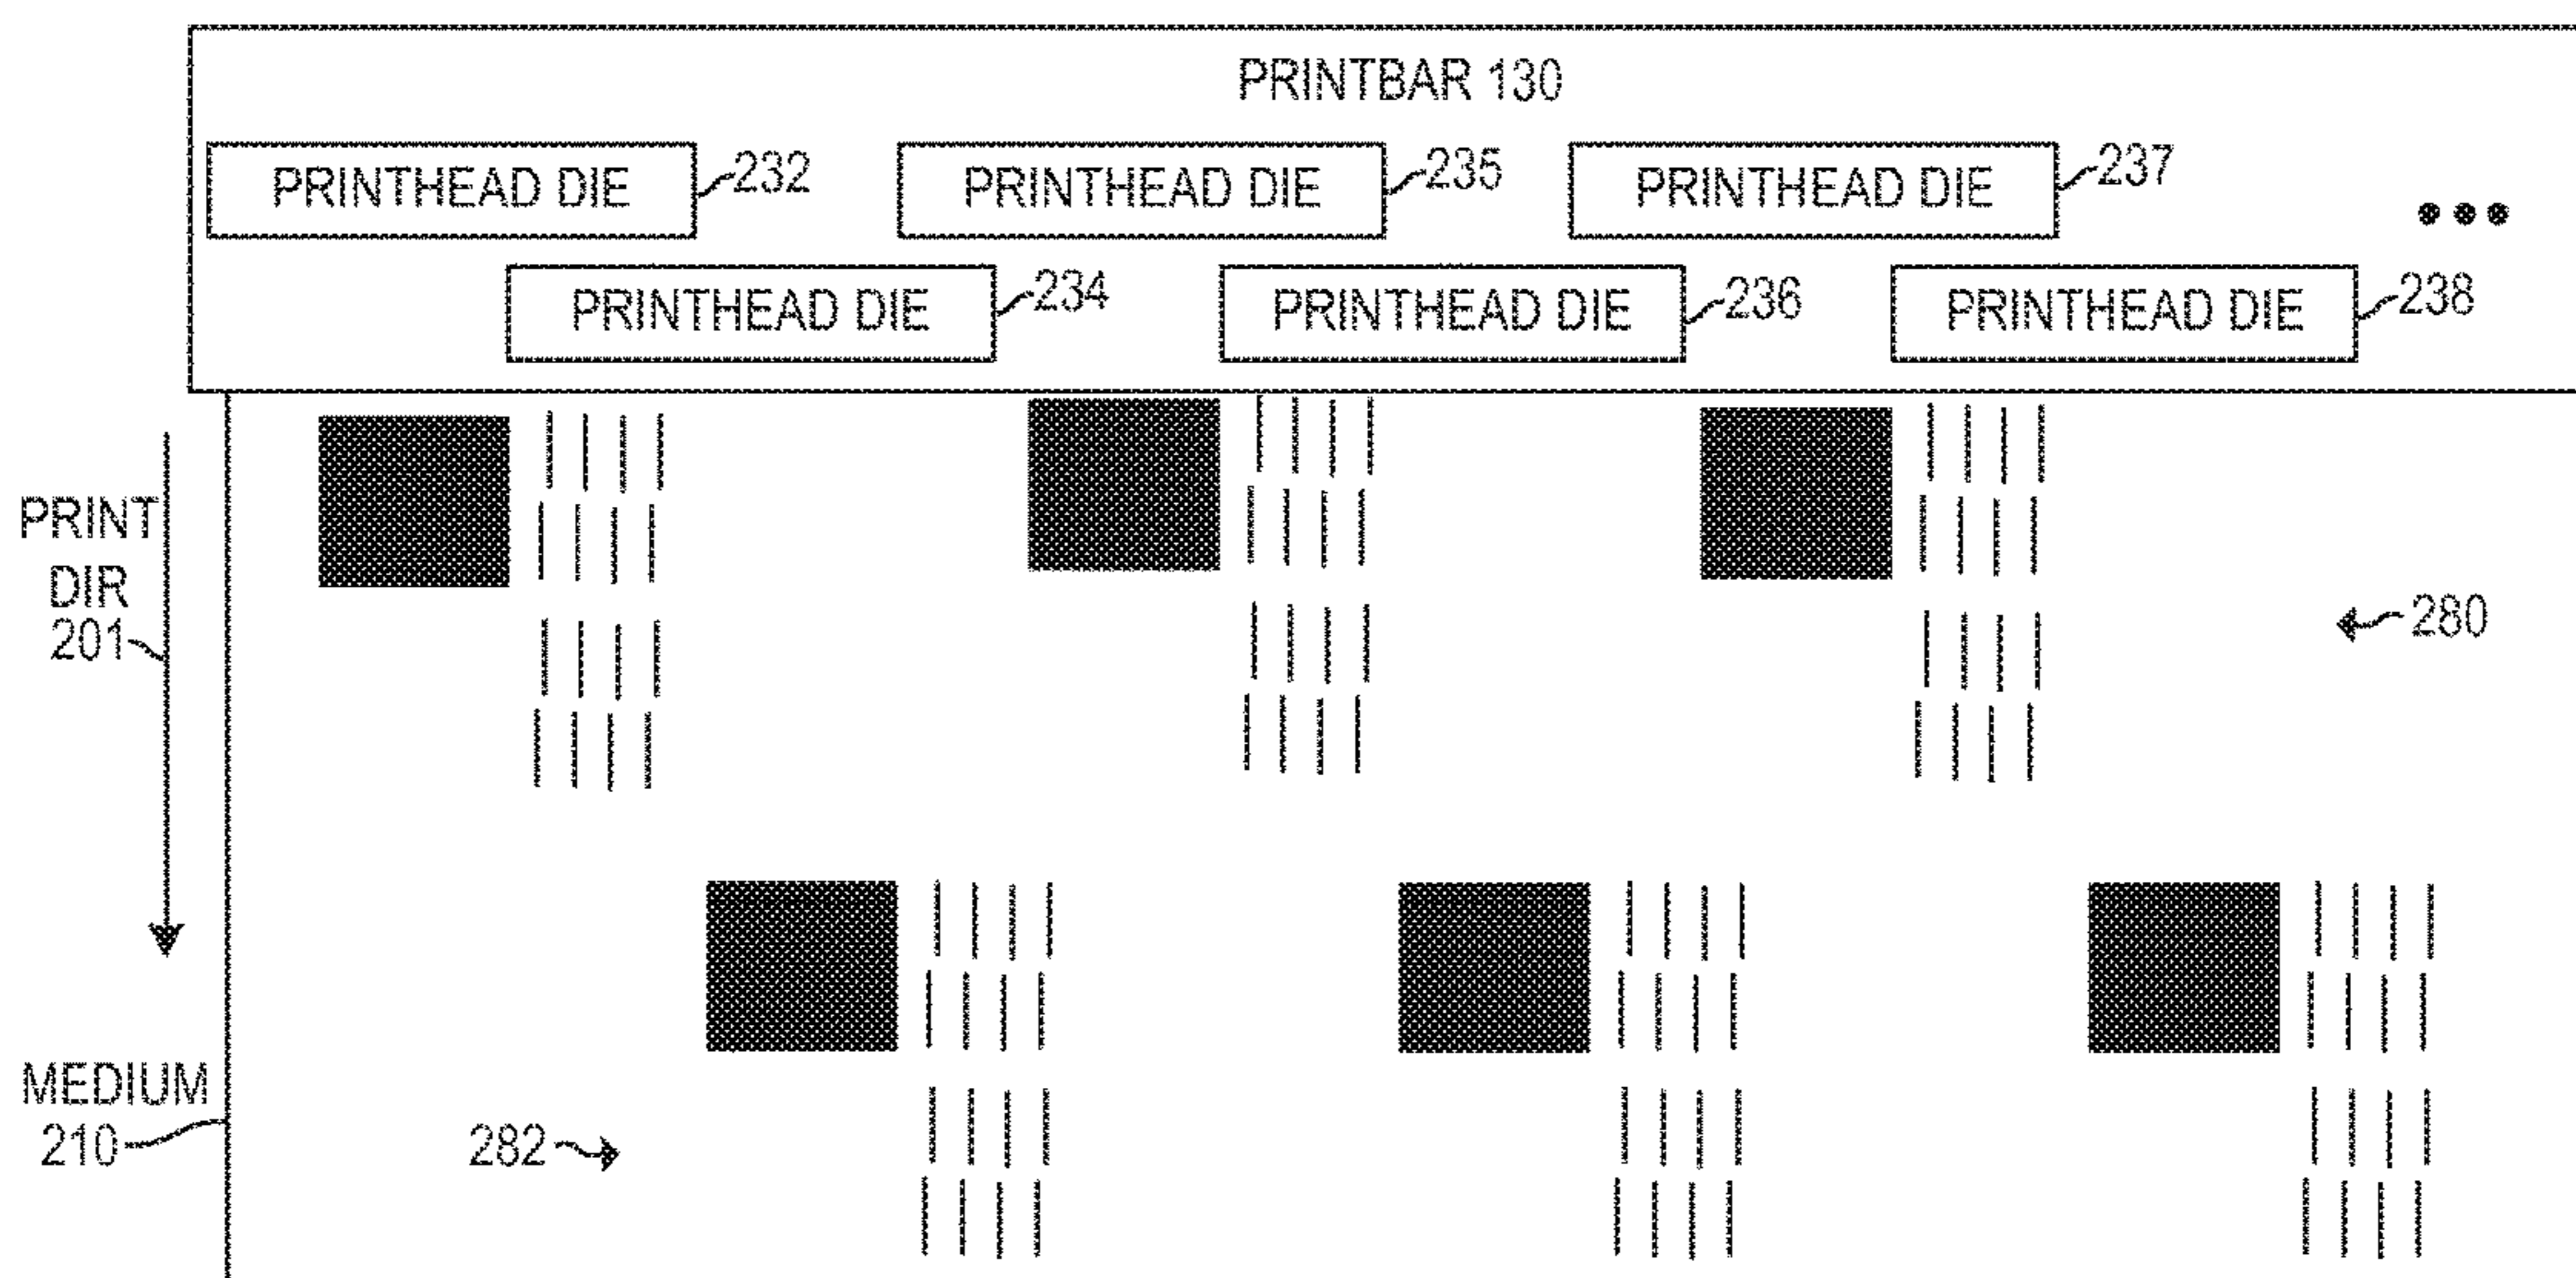 PRINTBAR 130
PRINTHEAD DIE 232
PRINTHEAD DIE 235
PRINTHEAD DIE 237
PRINTHEAD DIE 234
PRINTHEAD DIE 236
PRINTHEAD DIE 238
PRINT
DIR
201
280
MEDIUM
210
282